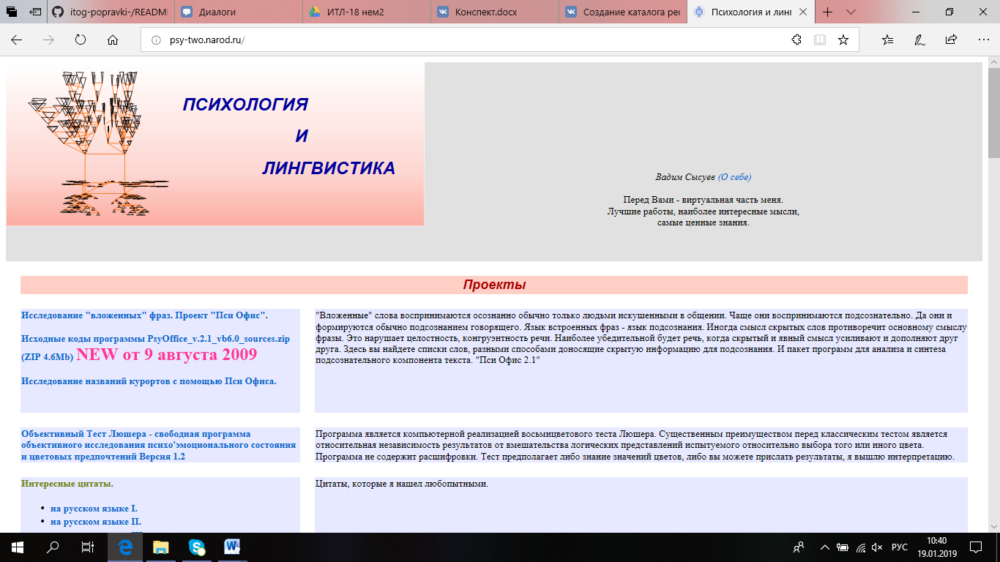 itog-popravki-/READM
Диалоги
ИТЛ-18 нем2
Конспект.docx
Создание каталога рес
Психология и линг
psy-two.narod.ru/
ПСИХОЛОГИЯ
И
ЛИНГВИСТИКА
Вадим Сысуев (О себе)
Перед Вами - виртуальная часть меня.
Лучшие работы, наиболее интересные мысли,
самые ценные знания.
Проекты
Исследование "вложенных" фраз. Проект "Пси Офис".
Исходные коды программы PsyOffice_v.2.1_vb6.0_sources.zip
(ZIP 4.6Mb) NEW от 9 августа 2009
Исследование названий курортов с помощью Пси Офиса.
"Вложенные" слова воспринимаются осознанно обычно только людьми искушенными в общении. Чаще они воспринимаются подсознательно. Да они и
формируются обычно подсознанием говорящего. Язык встроенных фраз - язык подсознания. Иногда смысл скрытых слов противоречит основному смыслу
фразы. Это нарушает целостность, конгруэнтность речи. Наиболее убедительной будет речь, когда скрытый и явный смысл усиливают и дополняют друг
друга. Здесь вы найдете списки слов, разными способами доносящие скрытую информацию для подсознания. И пакет программ для анализа и синтеза
подсознательного компонента текста. "Пси Офис 2.1"
Объективный Тест Люшера - свободная программа
объективного исследования психо'эмоционального состояния
и цветовых предпочтений Версия 1.2
Программа является компьютерной реализацией восьмицветового теста Люшера. Существенным преимуществом перед классическим тестом является
относительная независимость результатов от вмешательства логических представлений испытуемого относительно выбора того или иного цвета.
Программа не содержит расшифровки. Тест предполагает либо знание значений цветов, либо вы можете прислать результаты, я вышлю интерпретацию.
Интересные цитаты.
• на русском языке I.
• на русском языке II.
Цитаты, которые я нашел любопытными.
РУС
10:40
19.01.2019